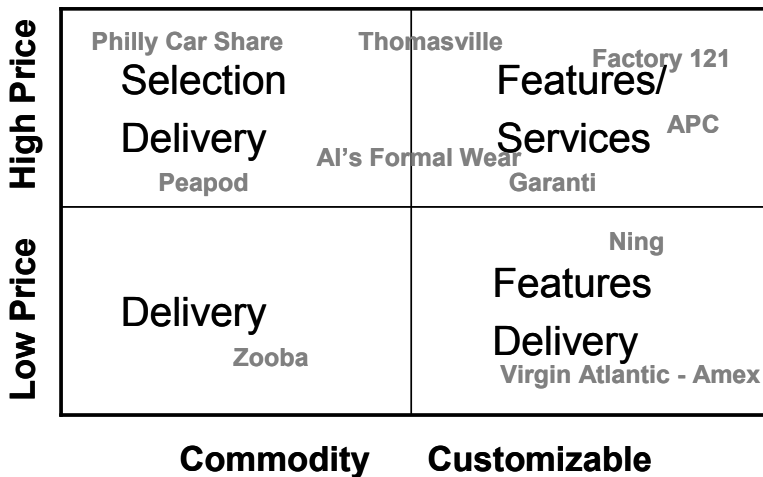 High Price
Philly Car Share
Selection
Delivery
Peapod
Thomasville
Al's Formal Wear
Factory 121
Features/
Services
APC
Garanti
Low Price
Delivery
Zooba
Ning
Features
Delivery
Virgin Atlantic - Amex
Commodity
Customizable